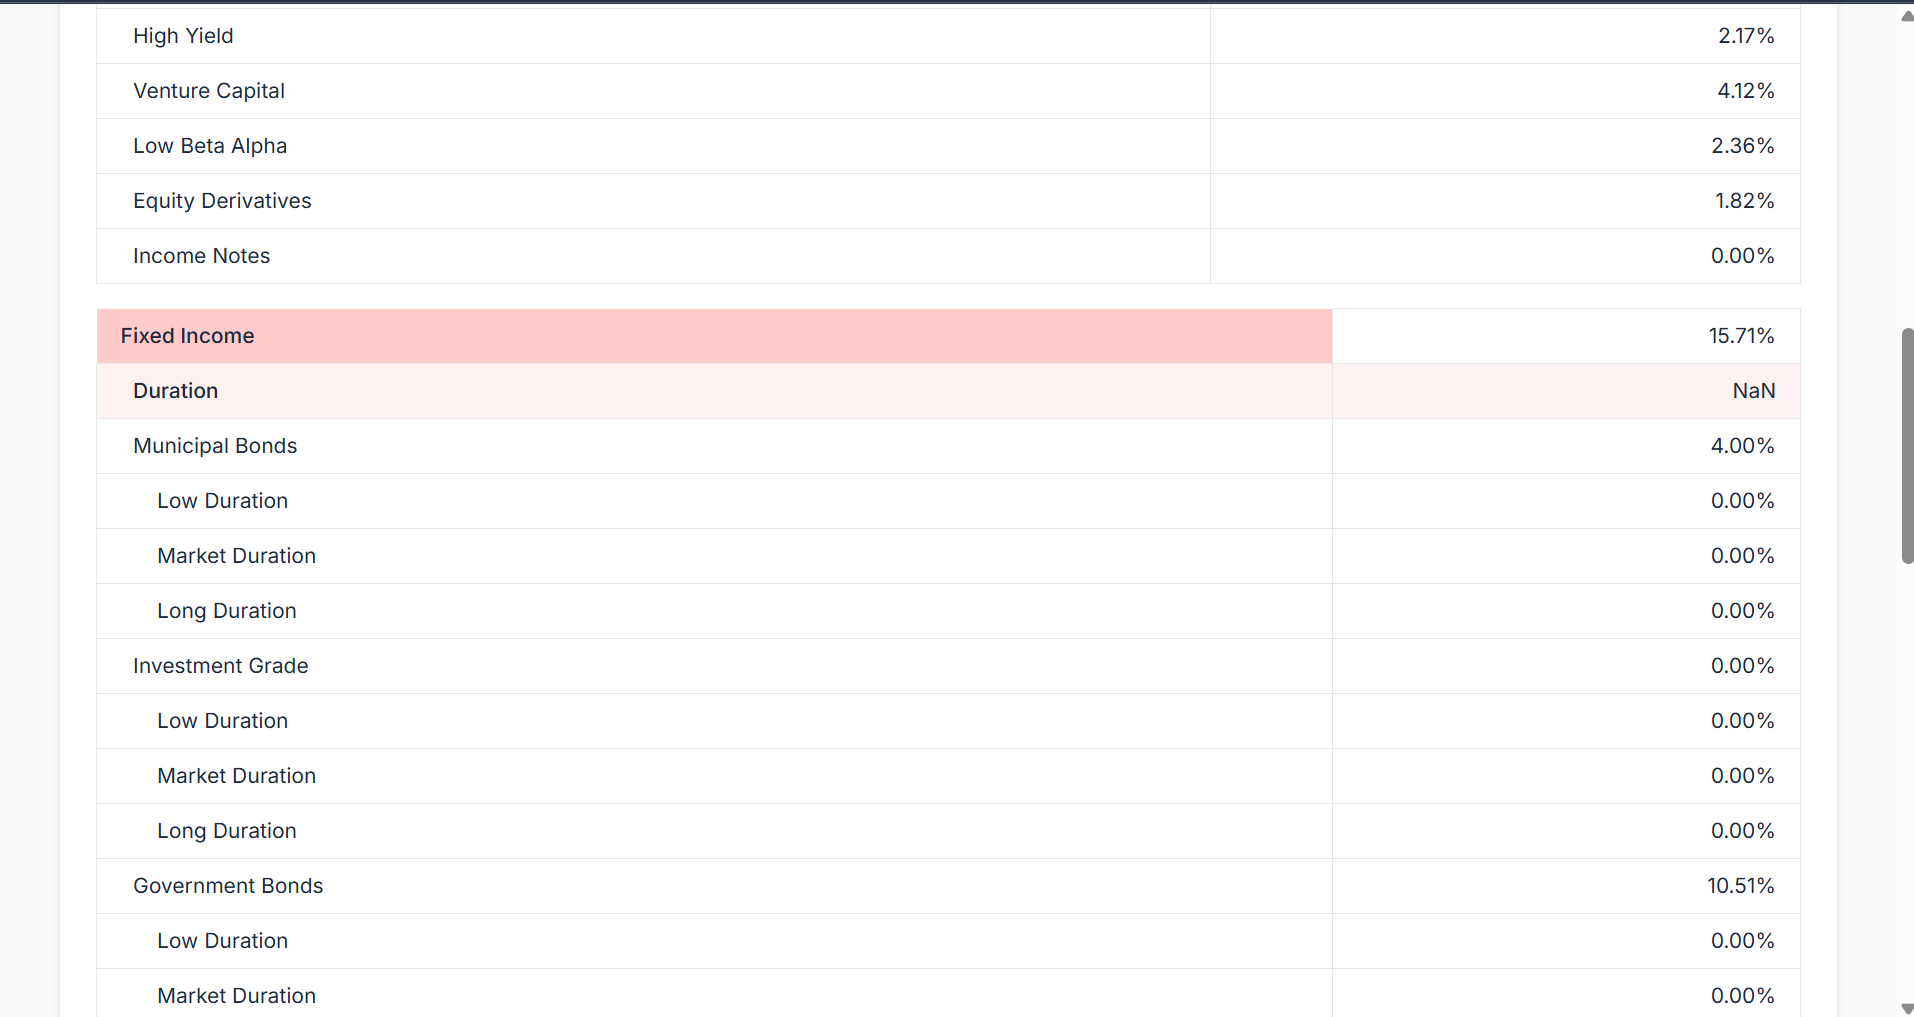 High Yield 2.17%
Venture Capital 4.12%
Low Beta Alpha 2.36%
Equity Derivatives 1.82%
Income Notes 0.00%
Fixed Income 15.71%
Duration NaN
Municipal Bonds 4.00%
Low Duration 0.00%
Market Duration 0.00%
Long Duration 0.00%
Investment Grade 0.00%
Low Duration 0.00%
Market Duration 0.00%
Long Duration 0.00%
Government Bonds 10.51%
Low Duration 0.00%
Market Duration 0.00%